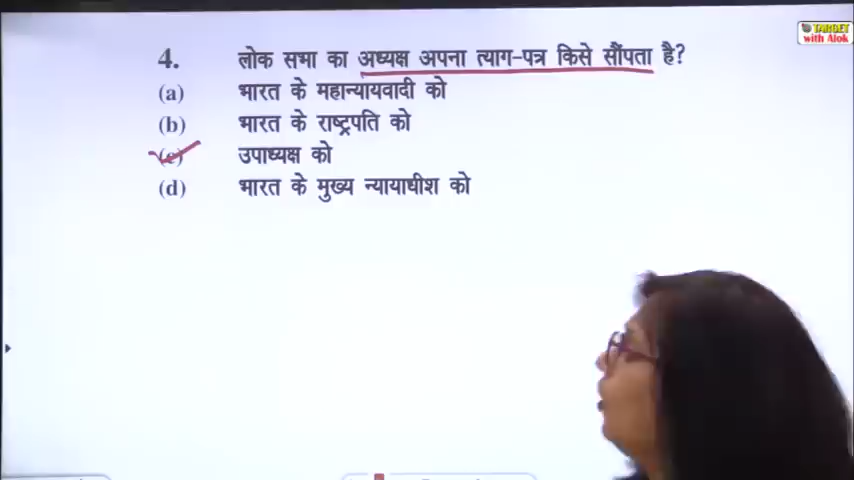 TARGET
with Alok
4. लोक सभा का अध्यक्ष अपना त्याग-पत्र किसे सौंपता है?
(a) भारत के महान्यायवादी को
(b) भारत के राष्ट्रपति को
(c) उपाध्यक्ष को
(d) भारत के मुख्य न्यायाधीश को